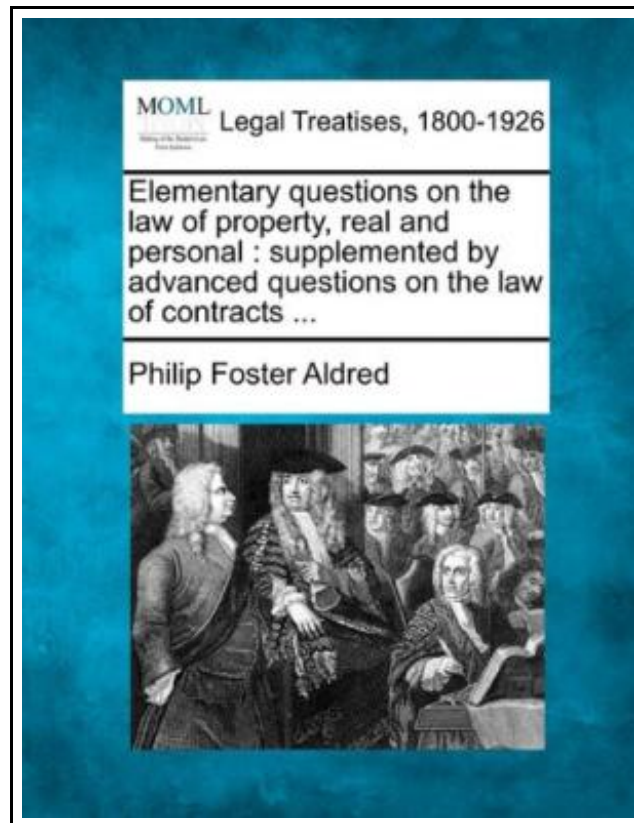 MOML
Legal Treatises, 1800-1926
Elementary questions on the
law of property, real and
personal : supplemented by
advanced questions on the law
of contracts ...
Philip Foster Aldred